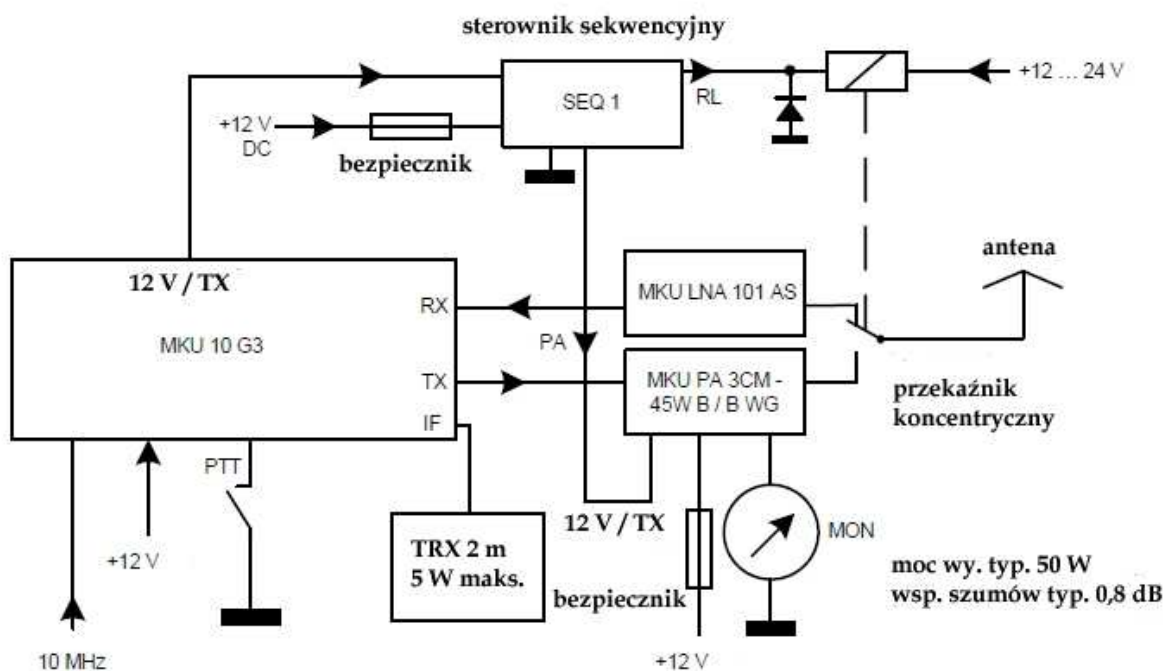 sterownik sekwencyjny
SEQ 1
RL
+12 ... 24 V
+12 V
DC
bezpiecznik
12 V / TX
MKU 10 G3
RX
TX
IF
PA
MKU LNA 101 AS
MKU PA 3CM -
45W B / B WG
antena
przekaźnik
koncentryczny
PTT
+12 V
10 MHz
TRX 2 m
5 W maks.
12 V / TX
bezpiecznik
+12 V
MON
moc wy. typ. 50 W
wsp. szumów typ. 0,8 dB